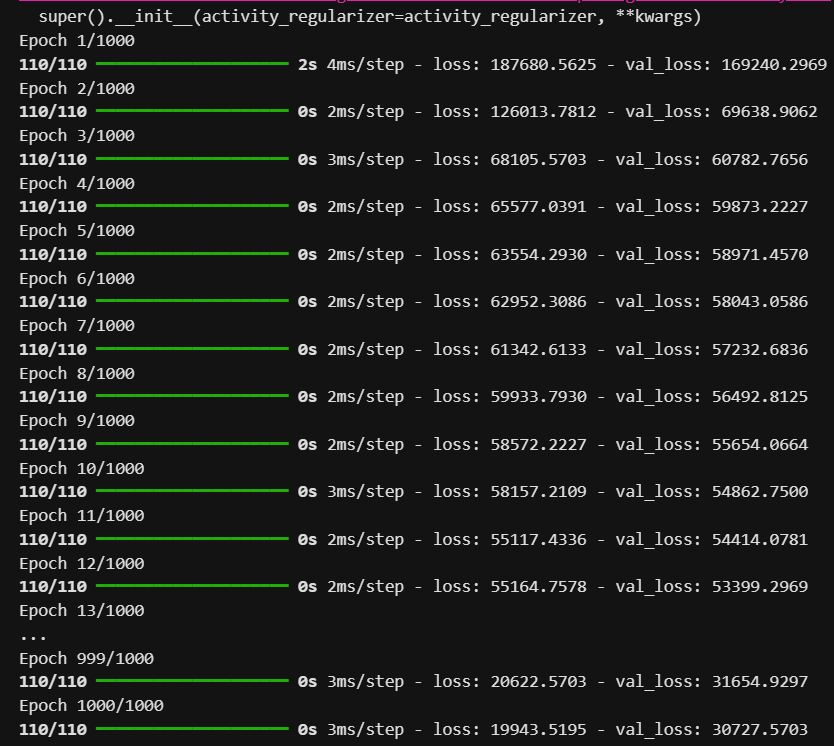 super().__init__(activity_regularizer=activity_regularizer, **kwargs)
Epoch 1/1000
110/110 ━━━━━━━━━━━━━━━━━━━━ 2s 4ms/step - loss: 187680.5625 - val_loss: 169240.2969
Epoch 2/1000
110/110 ━━━━━━━━━━━━━━━━━━━━ 0s 2ms/step - loss: 126013.7812 - val_loss: 69638.9062
Epoch 3/1000
110/110 ━━━━━━━━━━━━━━━━━━━━ 0s 3ms/step - loss: 68105.5703 - val_loss: 60782.7656
Epoch 4/1000
110/110 ━━━━━━━━━━━━━━━━━━━━ 0s 2ms/step - loss: 65577.0391 - val_loss: 59873.2227
Epoch 5/1000
110/110 ━━━━━━━━━━━━━━━━━━━━ 0s 2ms/step - loss: 63554.2930 - val_loss: 58971.4570
Epoch 6/1000
110/110 ━━━━━━━━━━━━━━━━━━━━ 0s 2ms/step - loss: 62952.3086 - val_loss: 58043.0586
Epoch 7/1000
110/110 ━━━━━━━━━━━━━━━━━━━━ 0s 2ms/step - loss: 61342.6133 - val_loss: 57232.6836
Epoch 8/1000
110/110 ━━━━━━━━━━━━━━━━━━━━ 0s 2ms/step - loss: 59933.7930 - val_loss: 56492.8125
Epoch 9/1000
110/110 ━━━━━━━━━━━━━━━━━━━━ 0s 2ms/step - loss: 58572.2227 - val_loss: 55654.0664
Epoch 10/1000
110/110 ━━━━━━━━━━━━━━━━━━━━ 0s 3ms/step - loss: 58157.2109 - val_loss: 54862.7500
Epoch 11/1000
110/110 ━━━━━━━━━━━━━━━━━━━━ 0s 2ms/step - loss: 55117.4336 - val_loss: 54414.0781
Epoch 12/1000
110/110 ━━━━━━━━━━━━━━━━━━━━ 0s 2ms/step - loss: 55164.7578 - val_loss: 53399.2969
Epoch 13/1000
...
Epoch 999/1000
110/110 ━━━━━━━━━━━━━━━━━━━━ 0s 3ms/step - loss: 20622.5703 - val_loss: 31654.9297
Epoch 1000/1000
110/110 ━━━━━━━━━━━━━━━━━━━━ 0s 3ms/step - loss: 19943.5195 - val_loss: 30727.5703